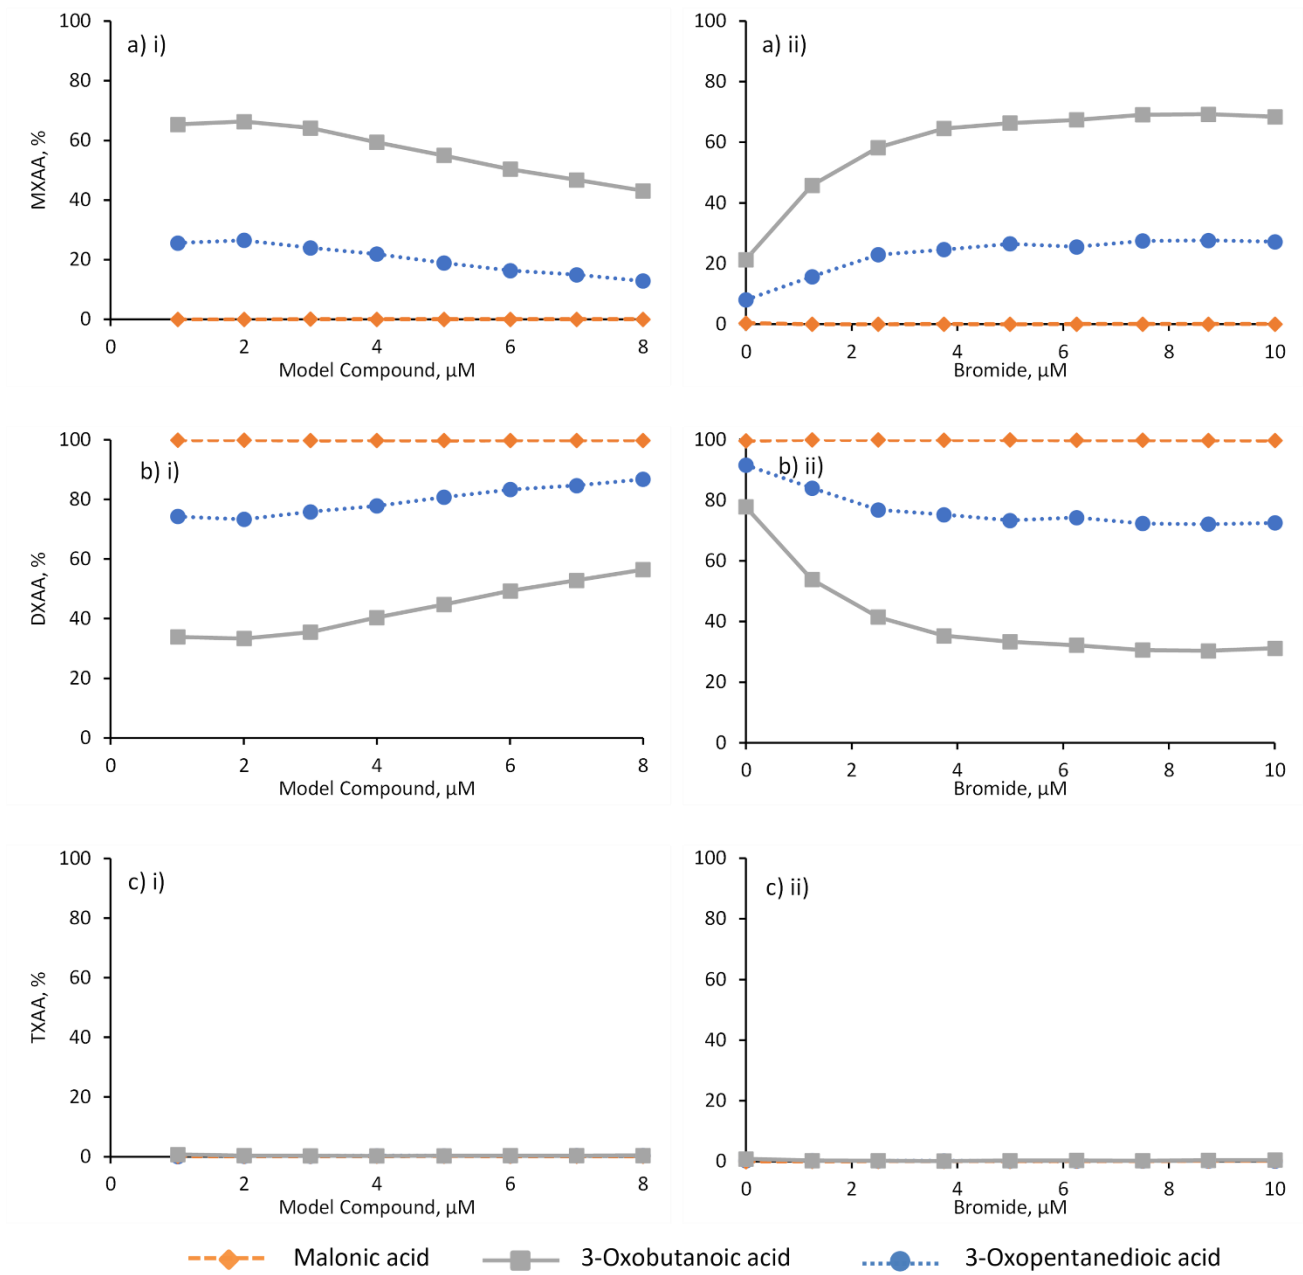 a) i)
MXAA, %
100
80
60
40
20
0
0 2 4 6 8
Model Compound, µM
a) ii)
100
80
60
40
20
0
0 2 4 6 8 10
Bromide, µM
b) i)
DXAA, %
100
80
60
40
20
0
0 2 4 6 8
Model Compound, µM
b) ii)
100
80
60
40
20
0
0 2 4 6 8 10
Bromide, µM
c) i)
TXAA, %
100
80
60
40
20
0
0 2 4 6 8
Model Compound, µM
c) ii)
100
80
60
40
20
0
0 2 4 6 8 10
Bromide, µM
Malonic acid 3-Oxobutanoic acid 3-Oxopentanedioic acid